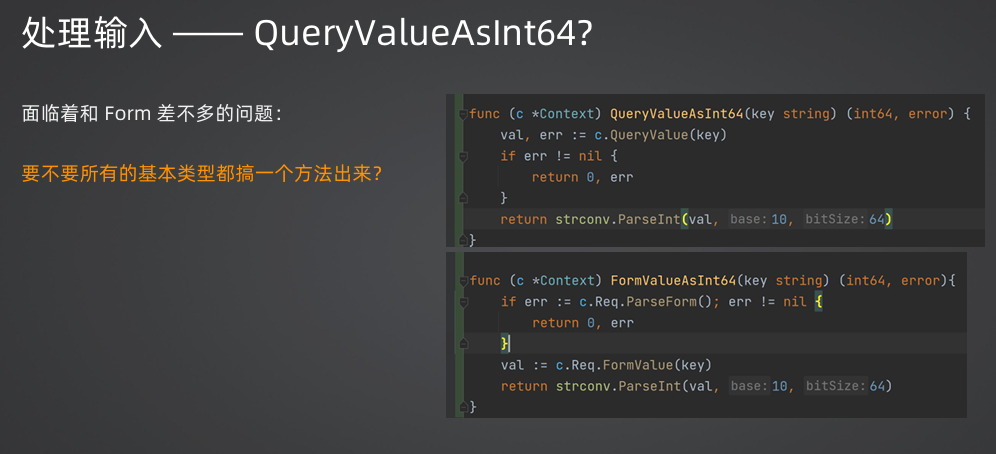 处理输入 —— QueryValueAsInt64?
面临着和 Form 差不多的问题：
要不要所有的基本类型都搞一个方法出来？
func (c *Context) QueryValueAsInt64(key string) (int64, error) {
    val, err := c.QueryValue(key)
    if err != nil {
        return 0, err
    }
    return strconv.ParseInt(val, base: 10, bitSize: 64)
}
func (c *Context) FormValueAsInt64(key string) (int64, error){
    if err := c.Req.ParseForm(); err != nil {
        return 0, err
    }
    val := c.Req.FormValue(key)
    return strconv.ParseInt(val, base: 10, bitSize: 64)
}